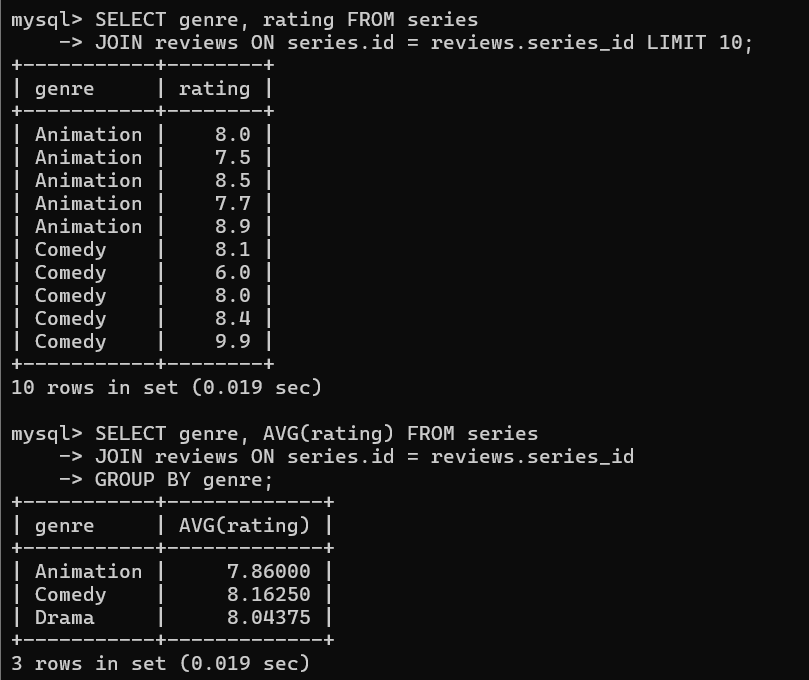 mysql> SELECT genre, rating FROM series
    -> JOIN reviews ON series.id = reviews.series_id LIMIT 10;
+-----------+--------+
| genre     | rating |
+-----------+--------+
| Animation |    8.0 |
| Animation |    7.5 |
| Animation |    8.5 |
| Animation |    7.7 |
| Animation |    8.9 |
| Comedy    |    8.1 |
| Comedy    |    6.0 |
| Comedy    |    8.0 |
| Comedy    |    8.4 |
| Comedy    |    9.9 |
+-----------+--------+
10 rows in set (0.019 sec)

mysql> SELECT genre, AVG(rating) FROM series
    -> JOIN reviews ON series.id = reviews.series_id
    -> GROUP BY genre;
+-----------+-------------+
| genre     | AVG(rating) |
+-----------+-------------+
| Animation |     7.86000 |
| Comedy    |     8.16250 |
| Drama     |     8.04375 |
+-----------+-------------+
3 rows in set (0.019 sec)